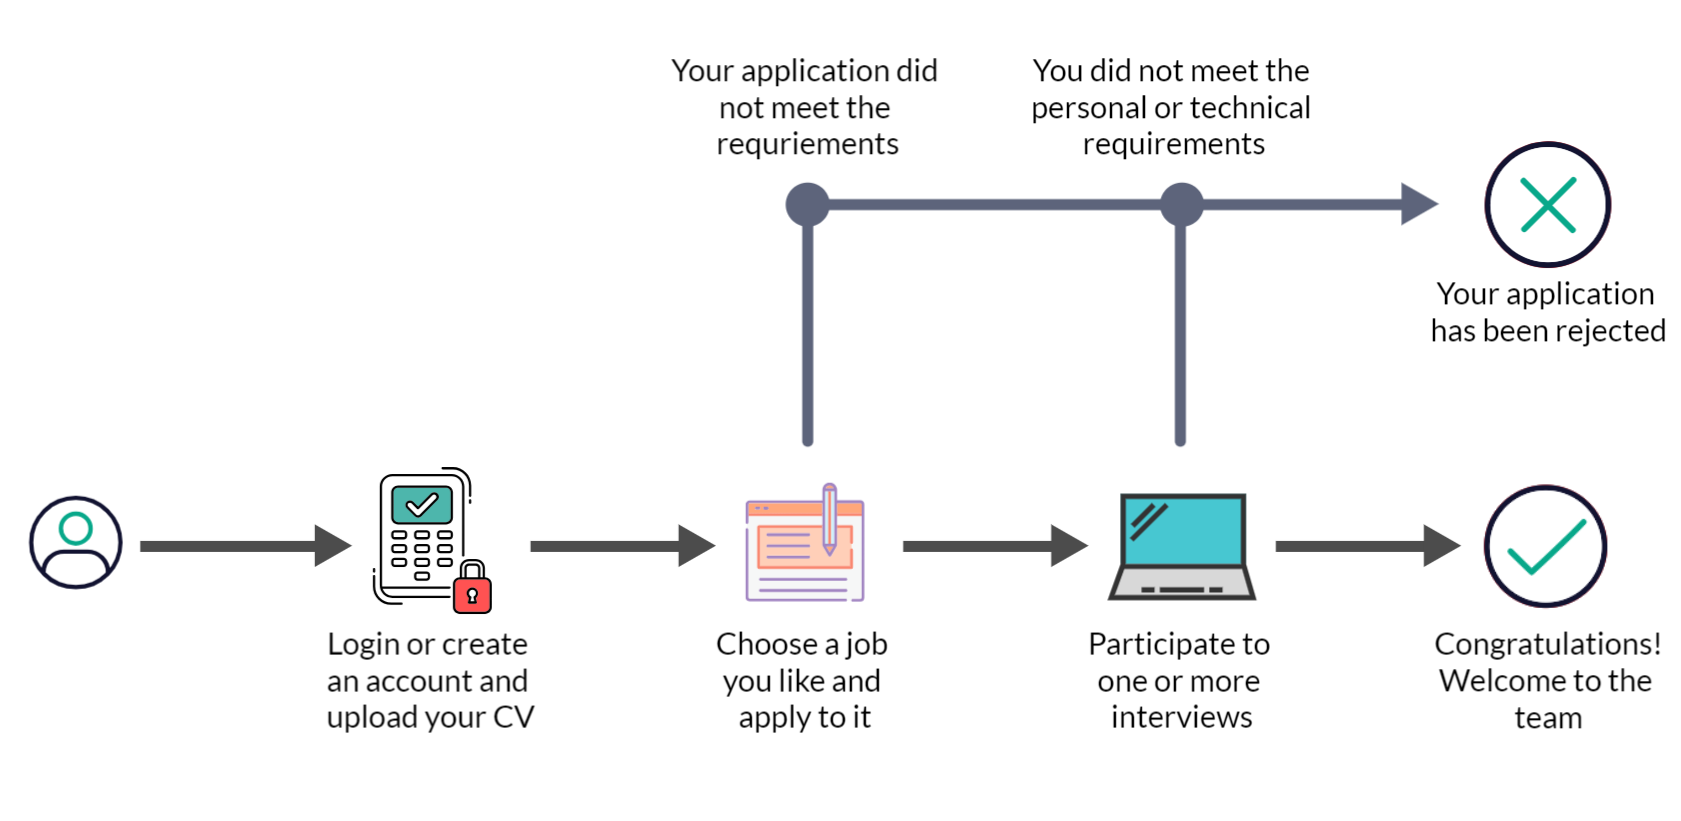 Your application did
not meet the
requriements
You did not meet the
personal or technical
requirements
Your application
has been rejected
Login or create
an account and
upload your CV
Choose a job
you like and
apply to it
Participate to
one or more
interviews
Congratulations!
Welcome to the
team